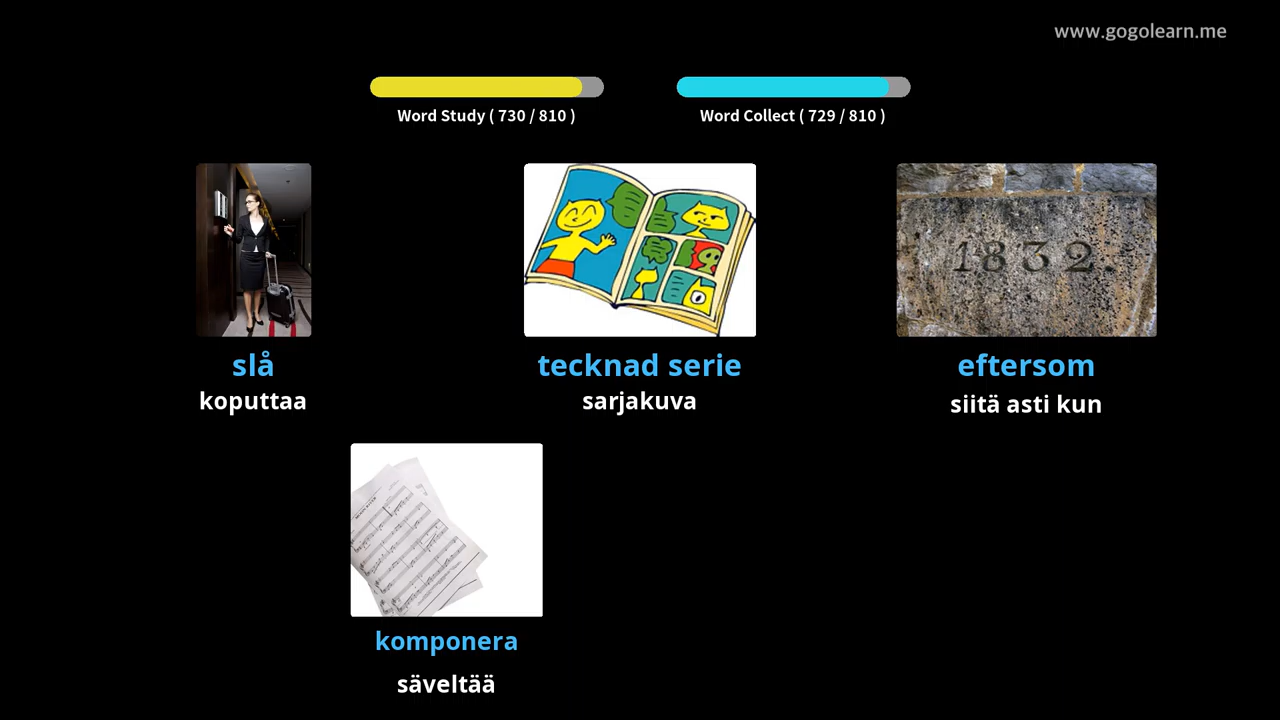 www.gogolearn.me
Word Study ( 730 / 810 )
Word Collect ( 729 / 810 )
1832.
slå
tecknad serie
eftersom
koputtaa
sarjakuva
siitä asti kun
komponera
säveltää